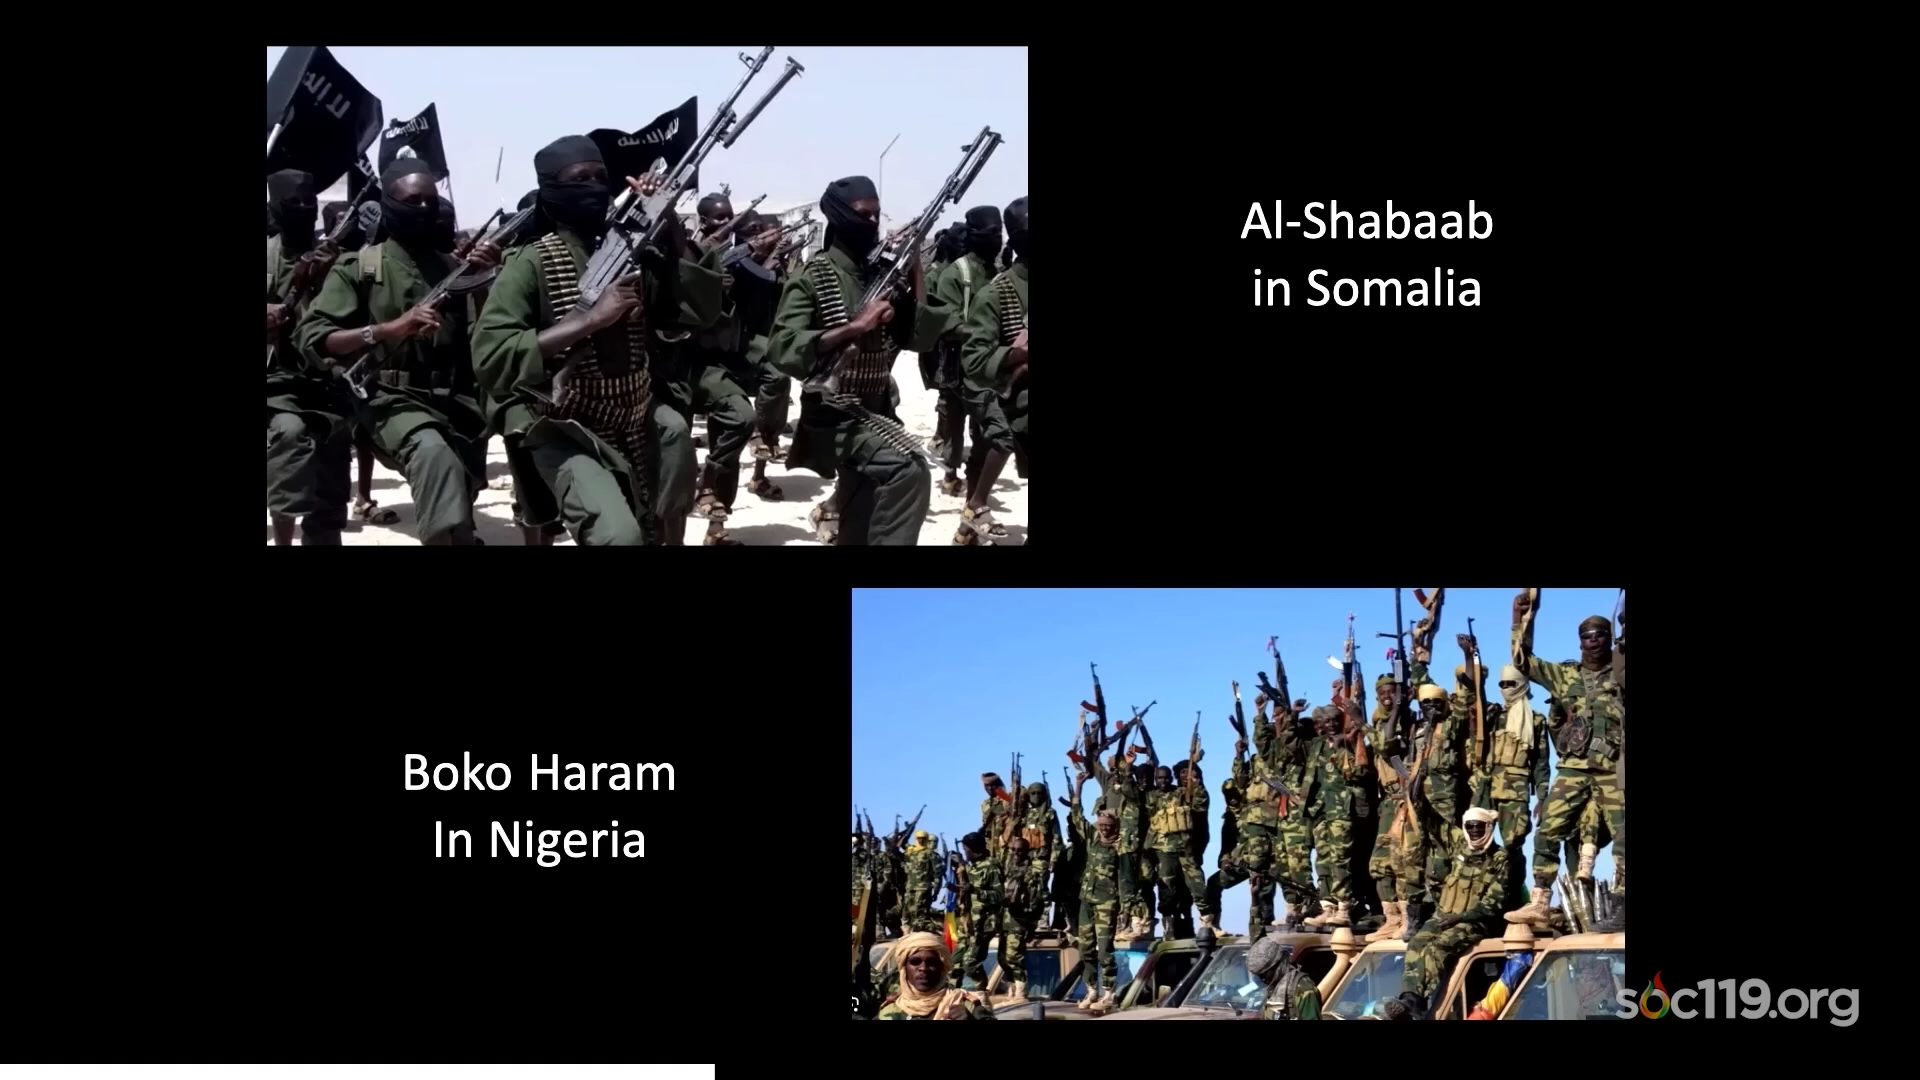 Al-Shabaab
in Somalia
Boko Haram
In Nigeria
soc119.org